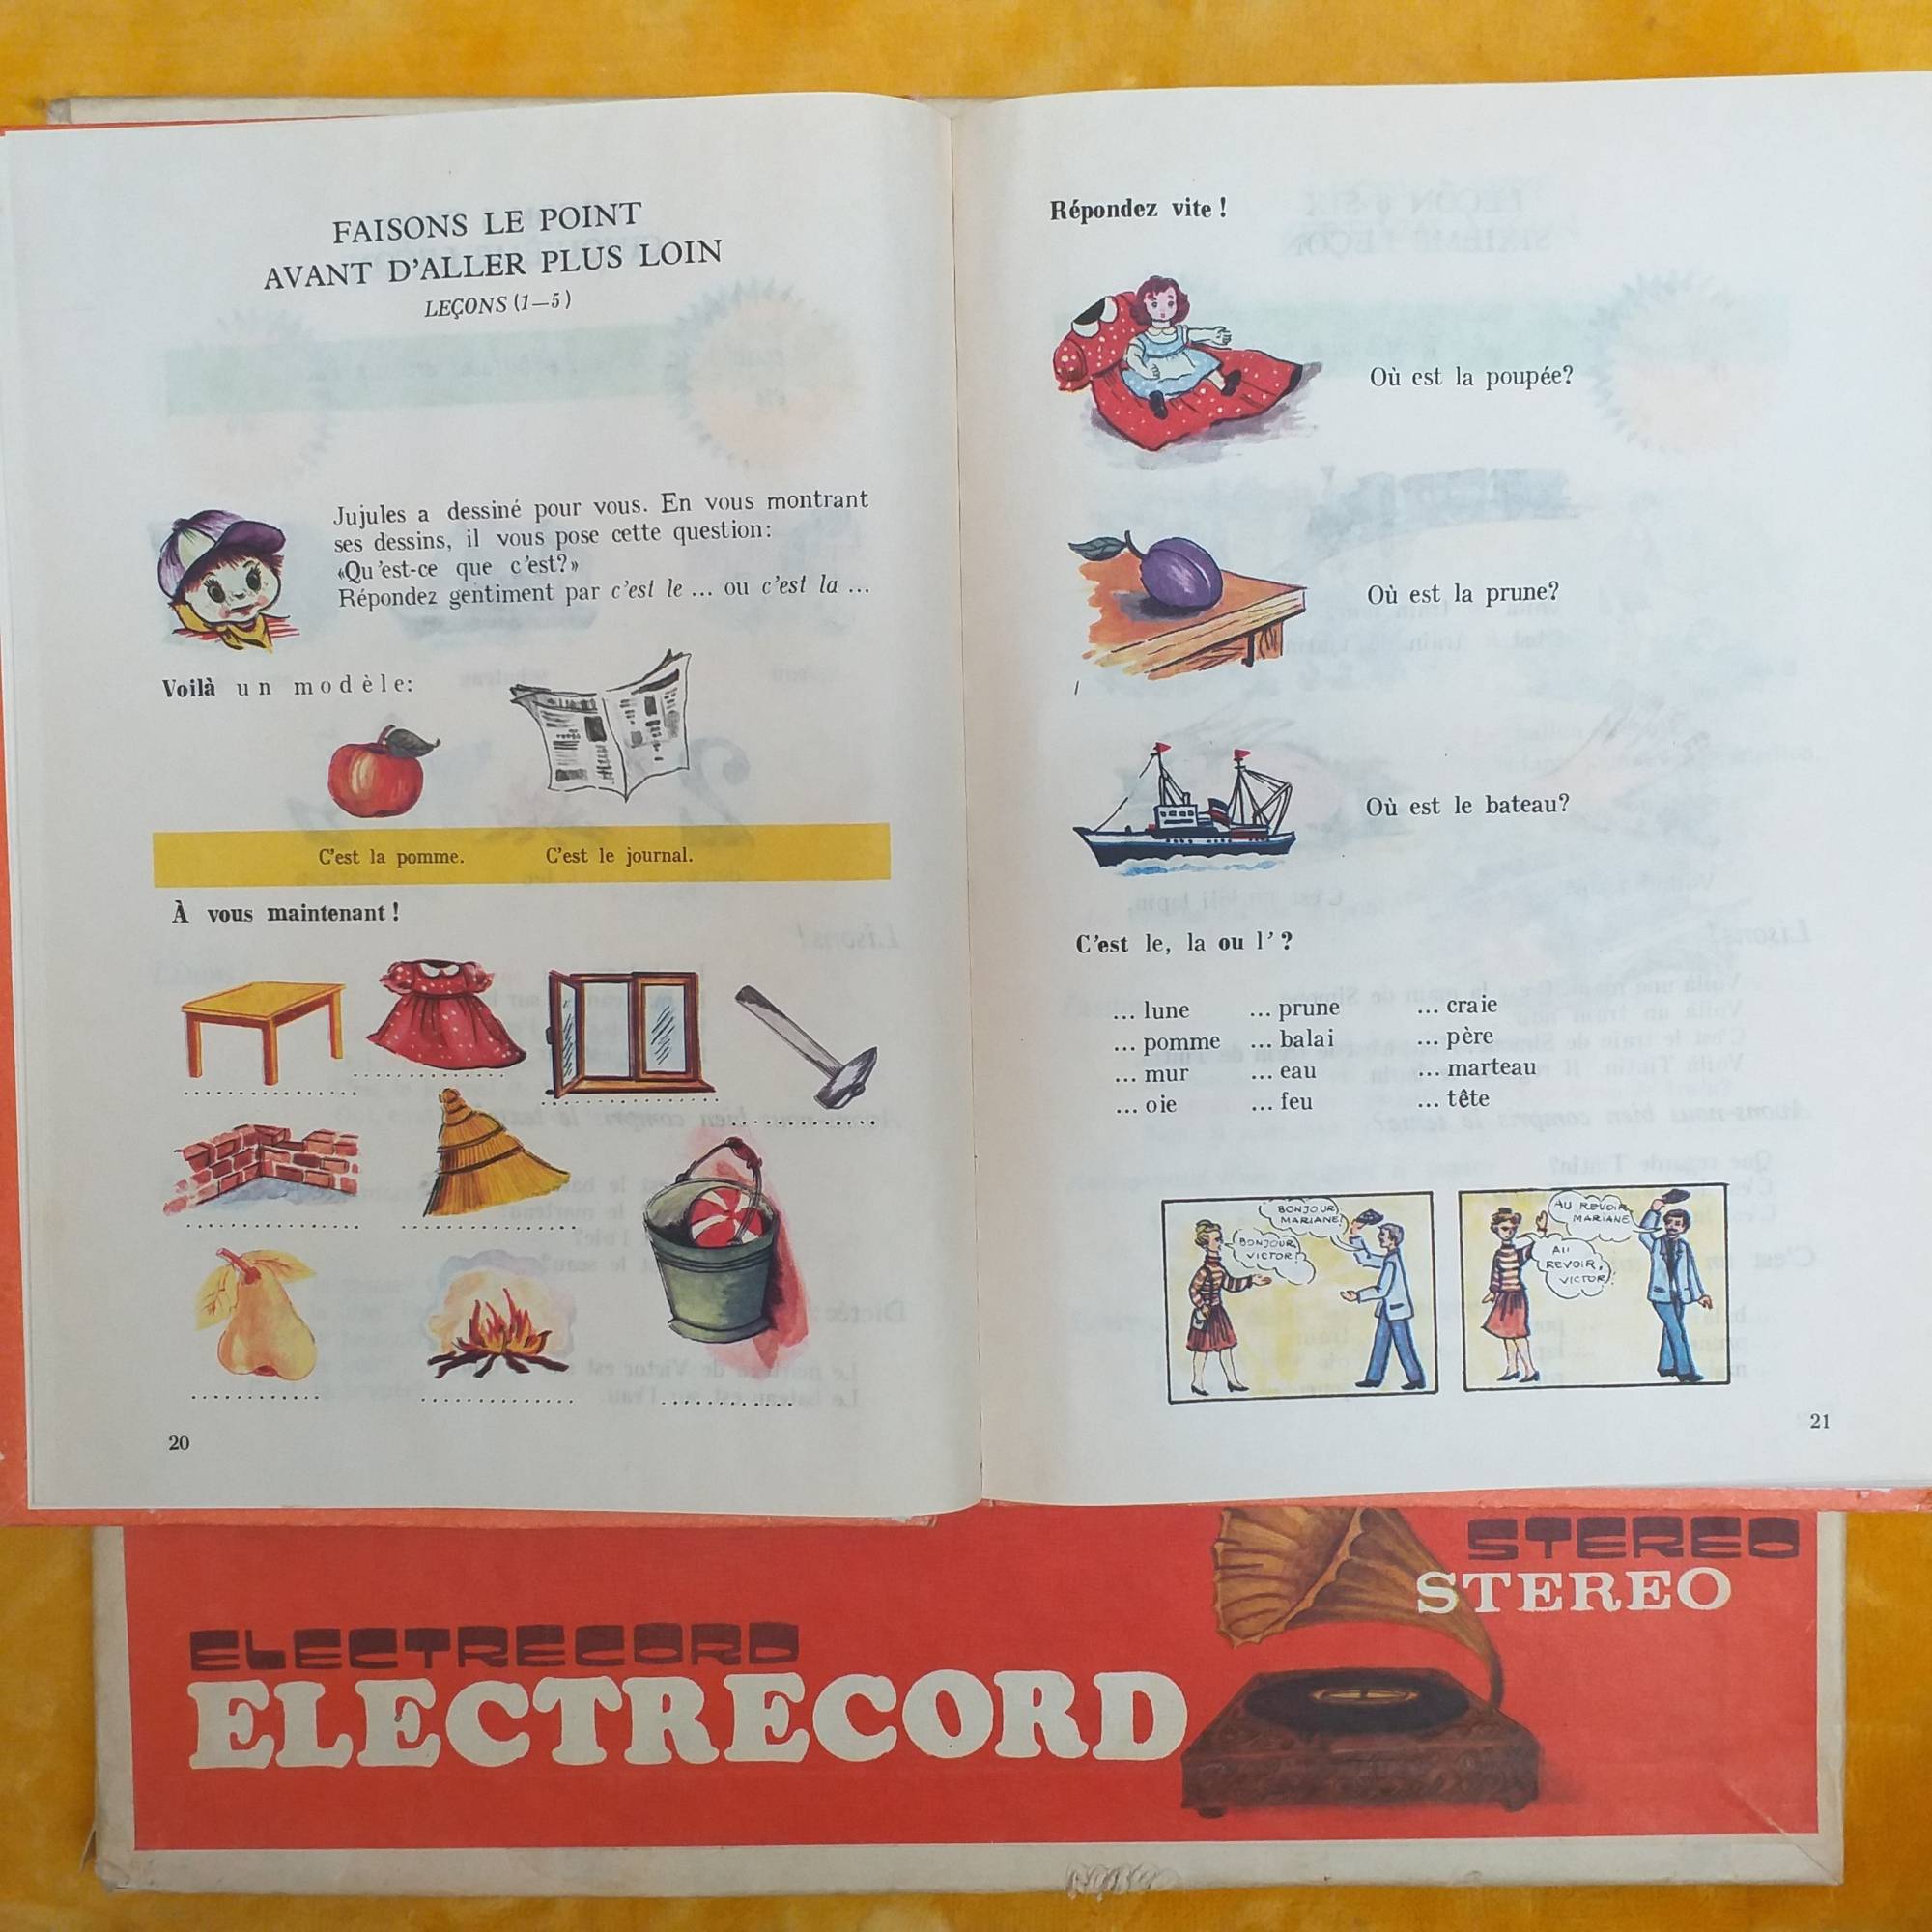 FAISONS LE POINT
AVANT D'ALLER PLUS LOIN
LEÇONS (1—5)
Jujules a dessiné pour vous. En vous montrant
ses dessins, il vous pose cette question:
«Qu'est-ce que c'est?»
Répondez gentiment par c'est le ... ou c'est la ...
Voilà un modèle:
C'est la pomme. C'est le journal.
À vous maintenant!
20
Répondez vite!
Où est la poupée?
Où est la prune?
Où est le bateau?
C'est le, la ou l'?
... lune ... prune ... craie
... pomme ... balai ... père
... mur ... eau ... marteau
... oie ... feu ... tête
BONJOUR,
MARIANE!
BONJOUR,
VICTOR!
AU REVOIR,
MARIANE
AU
REVOIR,
VICTOR!
21
STEREO
STEREO
ELECTRECORD
ELECTRECORD